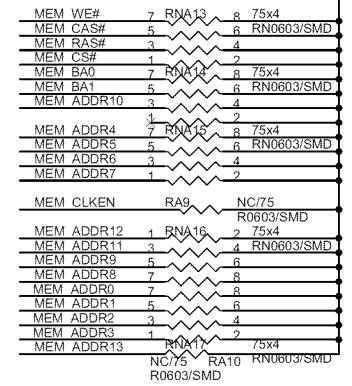 MEM WE# 7 RNA13 8 75x4
MEM CAS# 5 6 RN0603/SMD
MEM RAS# 3 4
MEM CS# 1 2
MEM BA0 7 RNA14 8 75x4
MEM BA1 5 6 RN0603/SMD
MEM ADDR10 3 4
1 2
MEM ADDR4 7 RNA15 8 75x4
MEM ADDR5 5 6 RN0603/SMD
MEM ADDR6 3 4
MEM ADDR7 1 2
MEM CLKEN RA9 NC/75
R0603/SMD
MEM ADDR12 1 RNA16 2 75x4
MEM ADDR11 3 4 RN0603/SMD
MEM ADDR9 5 6
MEM ADDR8 7 8
MEM ADDR0 7 8
MEM ADDR1 5 6
MEM ADDR2 3 4
MEM ADDR3 1 2
MEM ADDR13 RNA17 75x4
NC/75 RA10 RN0603/SMD
R0603/SMD